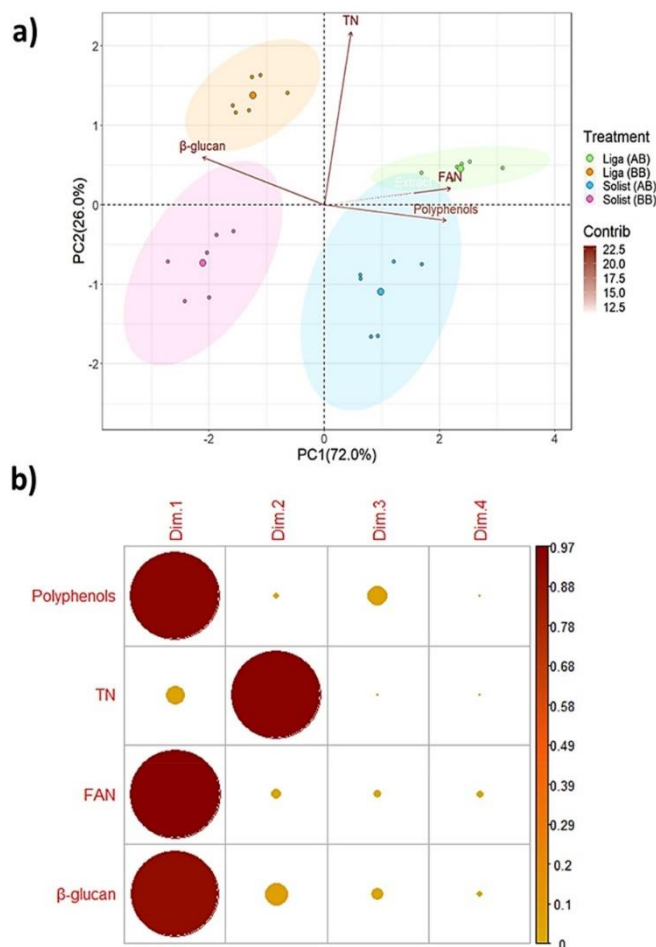 a)
TN
β-glucan
FAN
Polyphenols
2
1
0
-1
-2
PC2(26.0%)
-2
0
2
4
PC1(72.0%)
Treatment
Liga (AB)
Liga (BB)
Solist (AB)
Solist (BB)
Contrib
22.5
20.0
17.5
15.0
12.5
b)
Dim.1
Dim.2
Dim.3
Dim.4
Polyphenols
TN
FAN
β-glucan
0.97
0.88
0.78
0.68
0.58
0.49
0.39
0.29
0.2
0.1
0